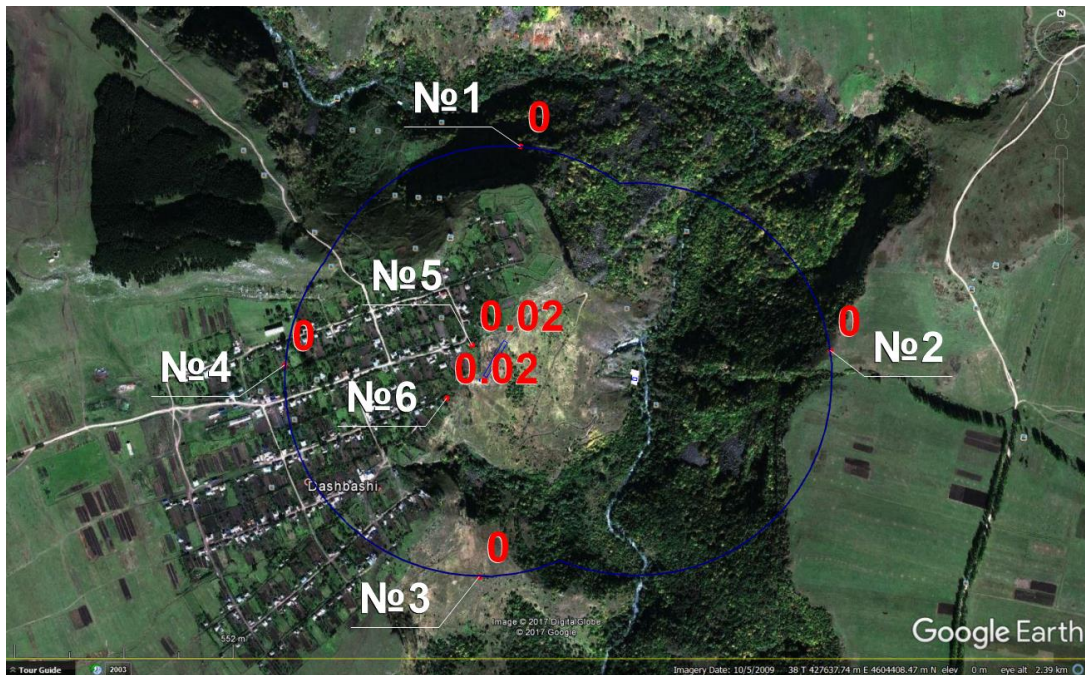 N
№1
0
№5
0.02
0
№2
0
№4
0.02
№6
Dashbashi
0
№3
Image © 2017 DigitalGlobe
© 2017 Google
Google Earth
552 m
Tour Guide
2003
Imagery Date: 10/5/2009 38 T 427637.74 m E 4604408.47 m N elev 0 m eye alt 2.39 km